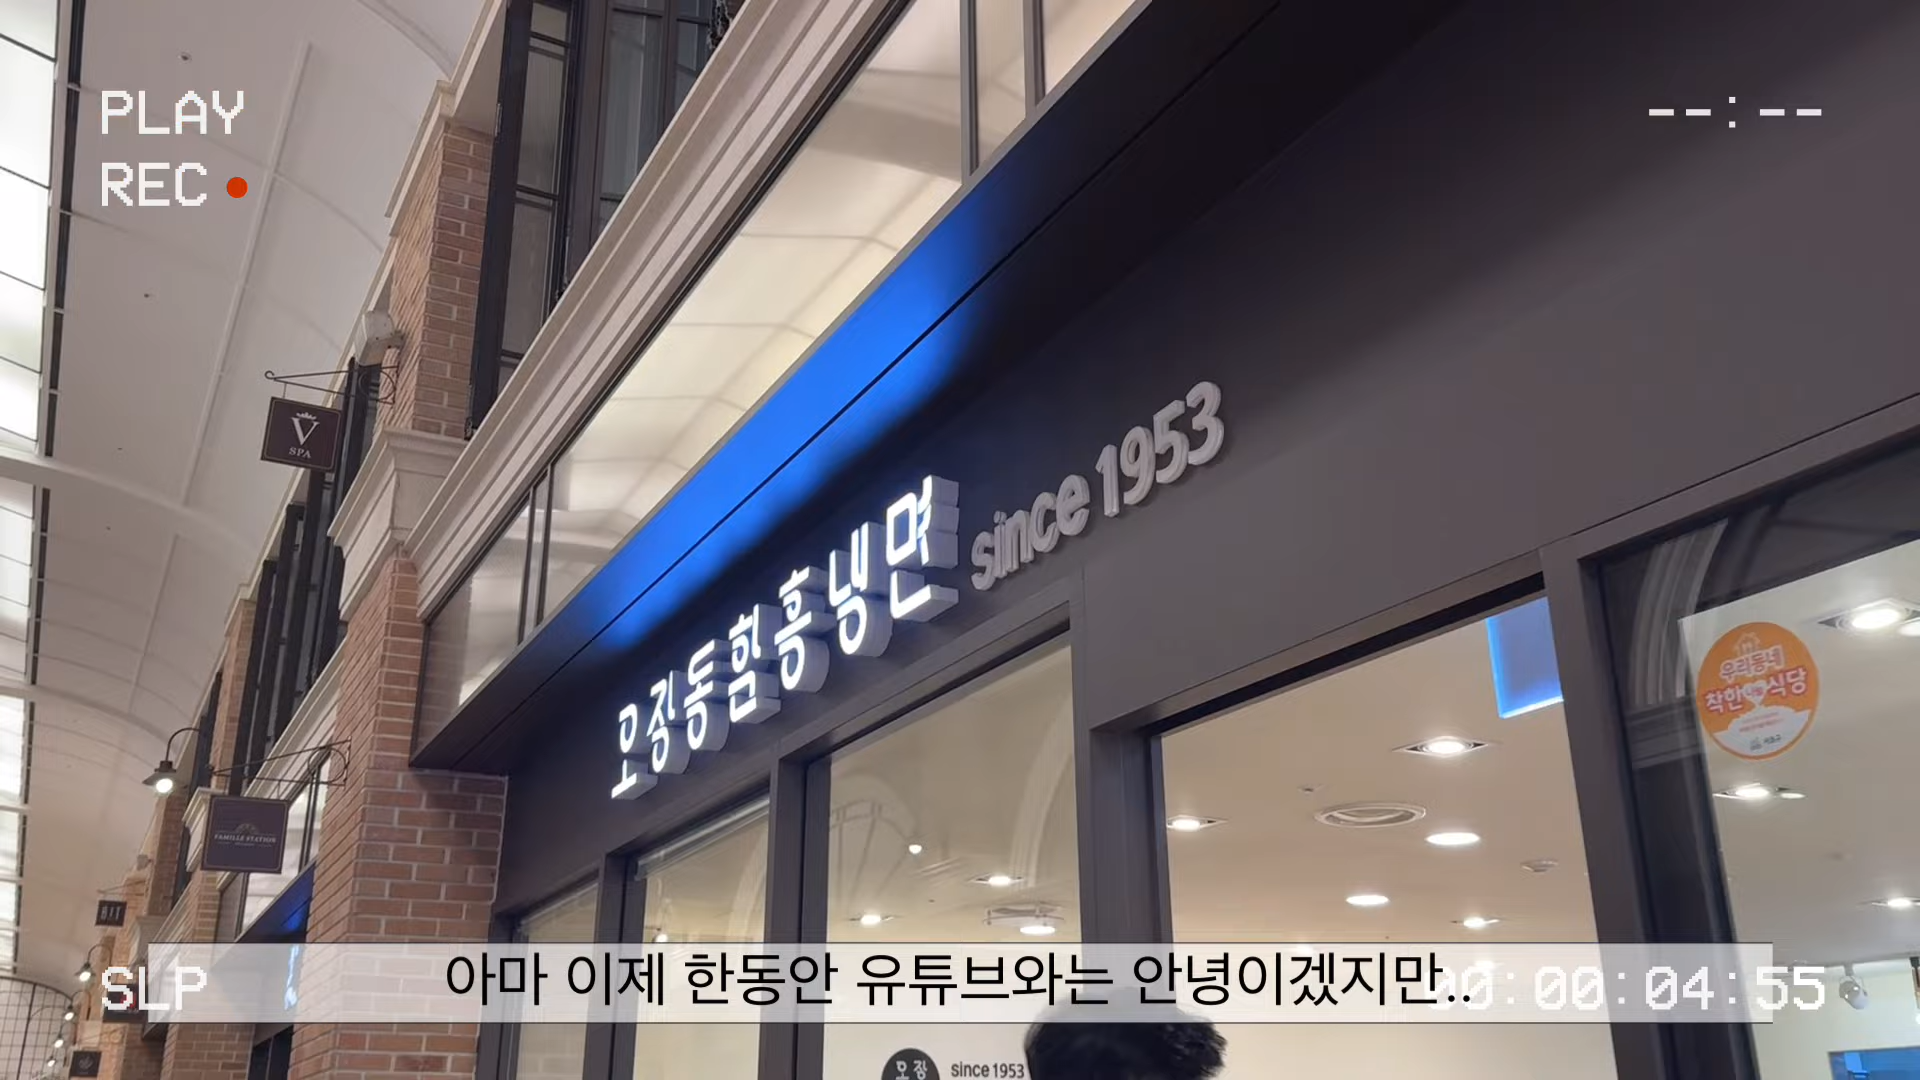 PLAY
REC
--:--
V
SPA
오장동함흥냉면 since 1953
우리동네
착한 식당
FAMILLE STATION
아마 이제 한동안 유튜브와는 안녕이겠지만..
SLP
00:00:04:55
오장 since 1953